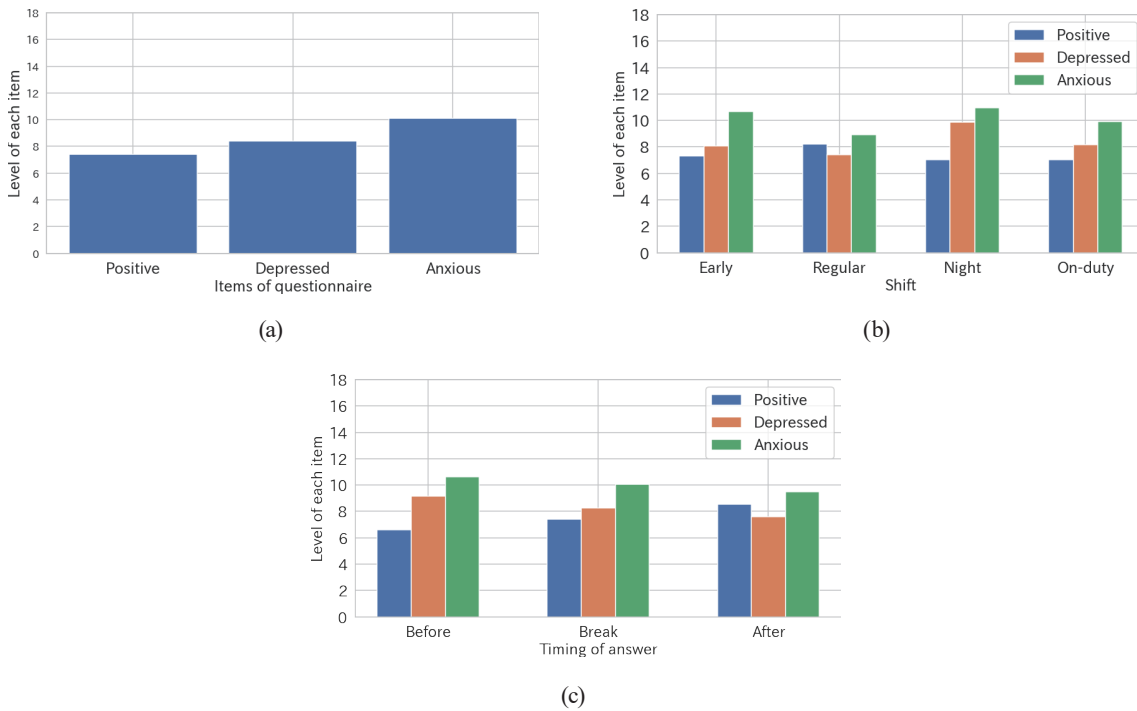 18
16
14
12
10
8
6
4
2
0
Level of each item
Positive Depressed Anxious
Items of questionnaire
(a)
18
16
14
12
10
8
6
4
2
0
Level of each item
Positive
Depressed
Anxious
Early Regular Night On-duty
Shift
(b)
18
16
14
12
10
8
6
4
2
0
Level of each item
Positive
Depressed
Anxious
Before Break After
Timing of answer
(c)